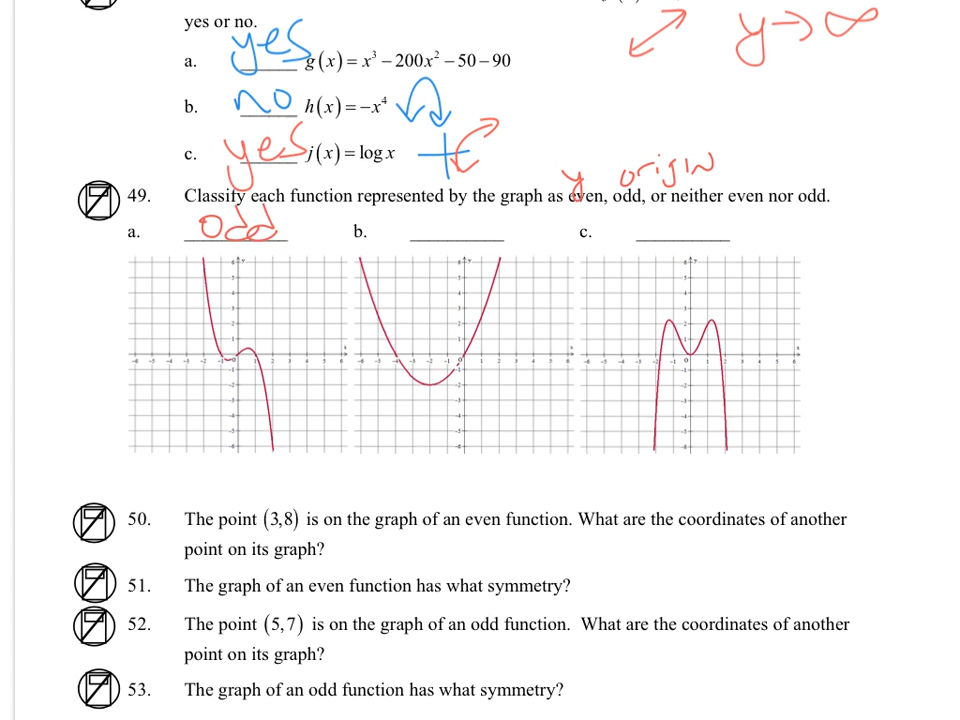 yes or no.
y→∞
a. yes g(x) = x³ – 200x² – 50 – 90
b. no h(x) = –x⁴
c. yes j(x) = log x
y origin
49. Classify each function represented by the graph as even, odd, or neither even nor odd.
a. odd b. ________ c. ________
50. The point (3,8) is on the graph of an even function. What are the coordinates of another
point on its graph?
51. The graph of an even function has what symmetry?
52. The point (5,7) is on the graph of an odd function. What are the coordinates of another
point on its graph?
53. The graph of an odd function has what symmetry?